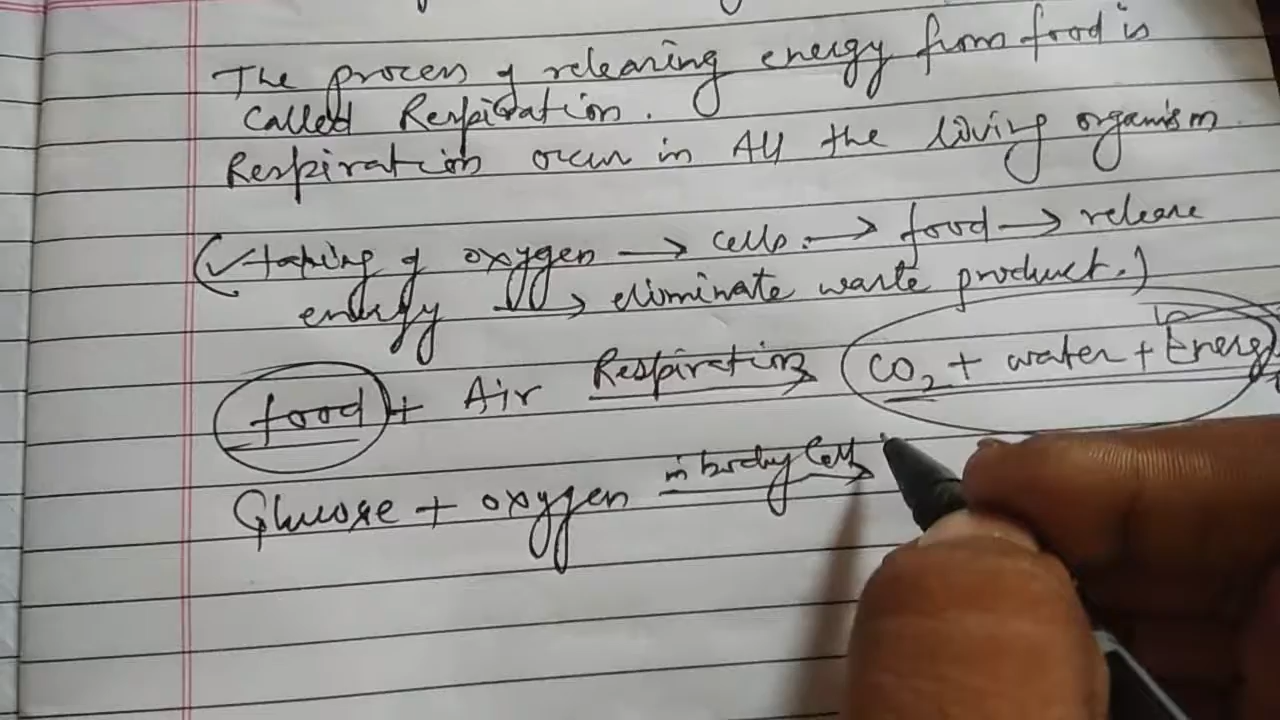 The process of releasing energy from food is
called Respiration.
Respiration occur in All the living organism.
(✓taking of oxygen → cells. → food → release
energy → eliminate waste product.)
food + Air Respiration → CO₂ + water + Energy
Glucose + oxygen in body Cell →